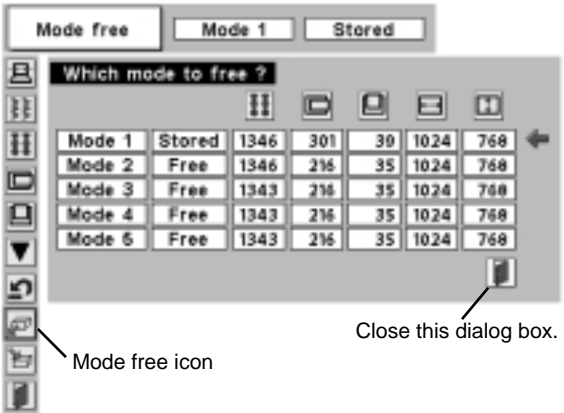 Mode free Mode 1 Stored
Which mode to free ?
Mode 1 Stored 1346 301 39 1024 768
Mode 2 Free 1346 216 35 1024 768
Mode 3 Free 1343 216 35 1024 768
Mode 4 Free 1343 216 35 1024 768
Mode 5 Free 1343 216 35 1024 768
Close this dialog box.
Mode free icon